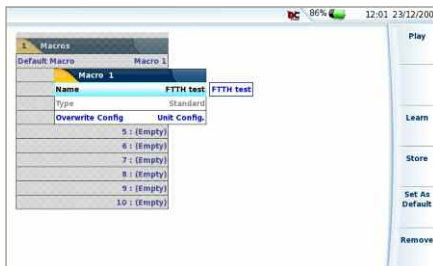 DC 86% 12:01 23/12/200
1 Macros
Default Macro Macro 1
Macro 1
Name FTTH test FTTH test
Type Standard
Overwrite Config Unit Config.
5 : (Empty)
6 : (Empty)
7 : (Empty)
8 : (Empty)
9 : (Empty)
10 : (Empty)
Play
Learn
Store
Set As
Default
Remove